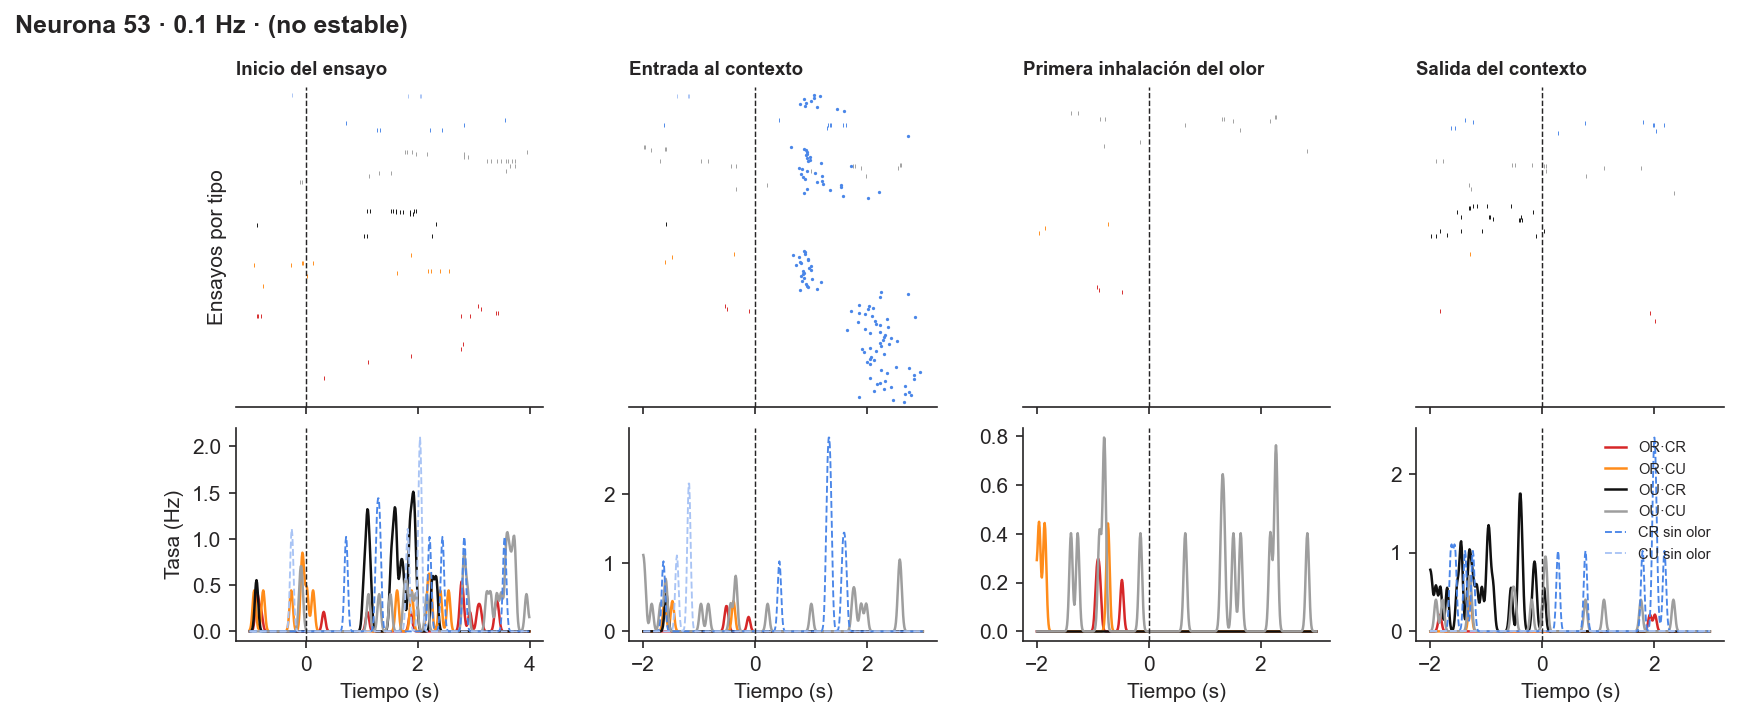 Neurona 53 · 0.1 Hz · (no estable)
Inicio del ensayo
Entrada al contexto
Primera inhalación del olor
Salida del contexto
Ensayos por tipo
Tasa (Hz)
2.0
1.5
1.0
0.5
0.0
0
2
4
Tiempo (s)
2
1
0
−2
0
2
Tiempo (s)
0.8
0.6
0.4
0.2
0.0
−2
0
2
Tiempo (s)
2
1
0
−2
0
2
Tiempo (s)
OR·CR
OR·CU
OU·CR
OU·CU
CR sin olor
CU sin olor